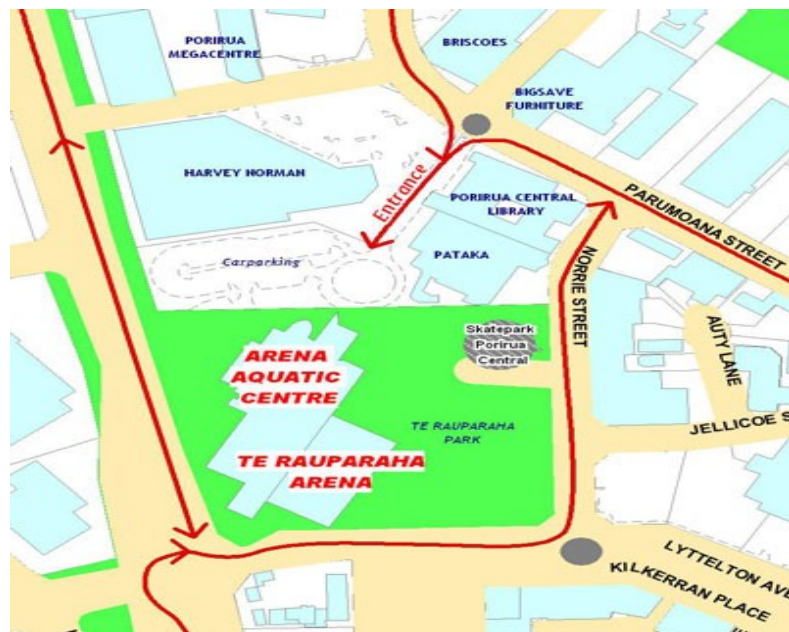 PORIRUA
MEGACENTRE
BRISCOES
BIGSAVE
FURNITURE
HARVEY NORMAN
Entrance
PORIRUA CENTRAL
LIBRARY
PARUMOANA STREET
Carparking
PATAKA
NORRIE STREET
Skatepark
Porirua
Central
AUTY LANE
ARENA
AQUATIC
CENTRE
TE RAUPARAHA
PARK
JELLICOE S
TE RAUPARAHA
ARENA
LYTTELTON AVE
KILKERRAN PLACE